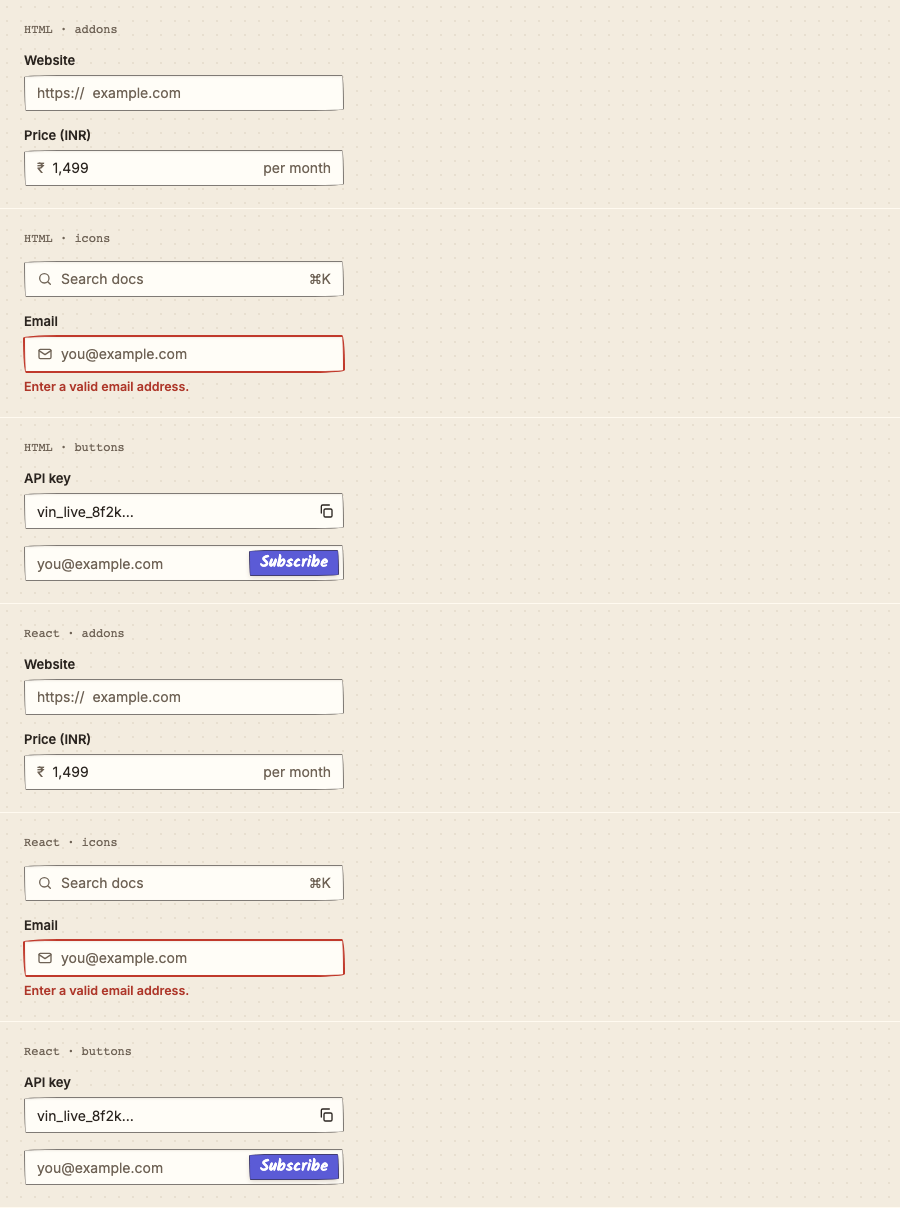 HTML · addons
Website
https:// example.com
Price (INR)
₹ 1,499 per month
HTML · icons
Search docs ⌘K
Email
you@example.com
Enter a valid email address.
HTML · buttons
API key
vin_live_8f2k...
you@example.com Subscribe
React · addons
Website
https:// example.com
Price (INR)
₹ 1,499 per month
React · icons
Search docs ⌘K
Email
you@example.com
Enter a valid email address.
React · buttons
API key
vin_live_8f2k...
you@example.com Subscribe